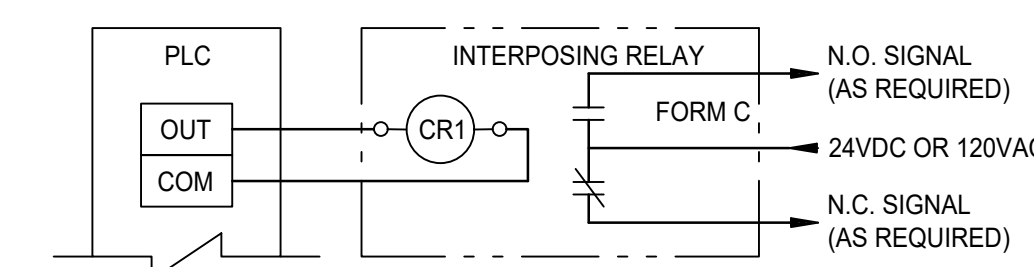 PLC
INTERPOSING RELAY
N.O. SIGNAL
(AS REQUIRED)
FORM C
OUT
CR1
24VDC OR 120VAC
COM
N.C. SIGNAL
(AS REQUIRED)